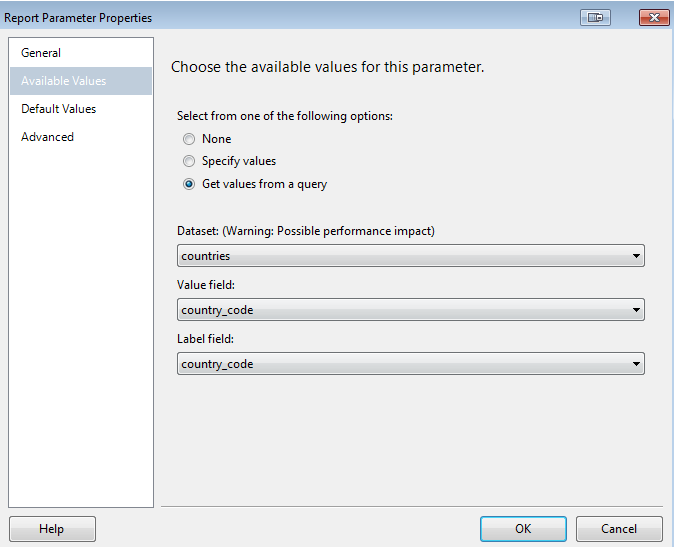 Report Parameter Properties
General
Available Values
Default Values
Advanced
Choose the available values for this parameter.
Select from one of the following options:
None
Specify values
Get values from a query
Dataset: (Warning: Possible performance impact)
countries
Value field:
country_code
Label field:
country_code
Help
OK
Cancel